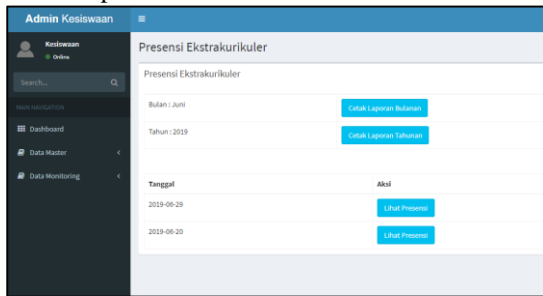 Admin Kesiswaan
Kesiswaan
Online
Search...
MAIN NAVIGATION
Dashboard
Data Master
Data Monitoring
Presensi Ekstrakurikuler
Presensi Ekstrakurikuler
Bulan : Juni
Cetak Laporan Bulanan
Tahun : 2019
Cetak Laporan Tahunan
Tanggal Aksi
2019-06-29 Lihat Presensi
2019-06-20 Lihat Presensi